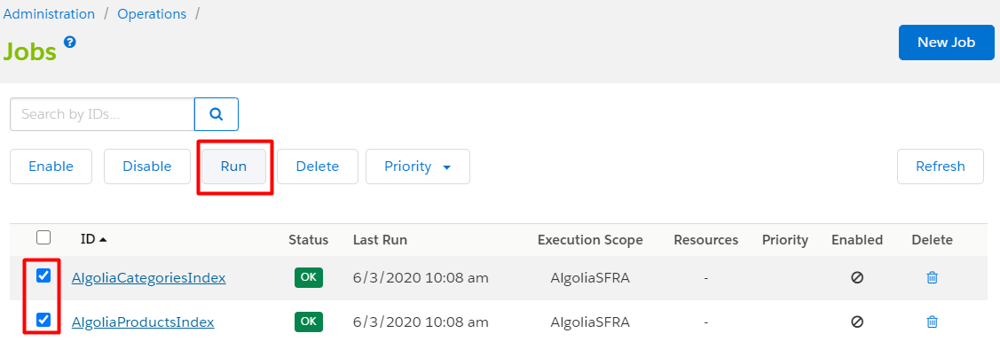 Administration / Operations /
Jobs ?
New Job
Search by IDs...
Enable Disable Run Delete Priority Refresh
ID Status Last Run Execution Scope Resources Priority Enabled Delete
AlgoliaCategoriesIndex OK 6/3/2020 10:08 am AlgoliaSFRA -
AlgoliaProductsIndex OK 6/3/2020 10:08 am AlgoliaSFRA -